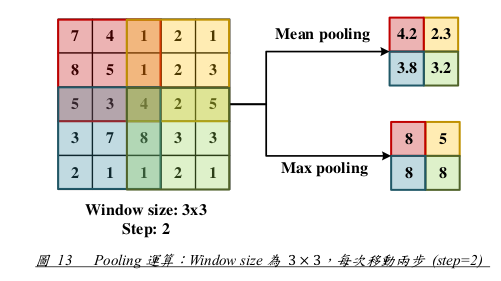 7 4 1 2 1
8 5 1 2 3
5 3 4 2 5
3 7 8 3 3
2 1 1 2 1
Window size: 3x3
Step: 2
Mean pooling
4.2 2.3
3.8 3.2
Max pooling
8 5
8 8
圖 13 Pooling 運算：Window size 為 3×3，每次移動兩步 (step=2)